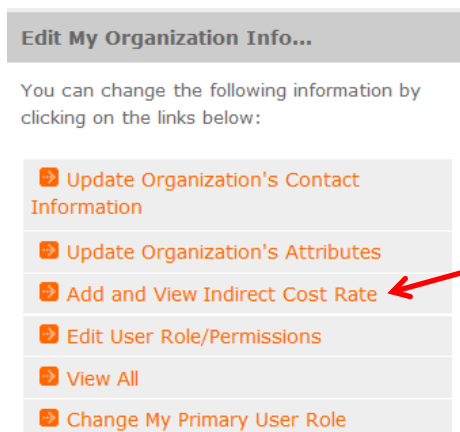 Edit My Organization Info...
You can change the following information by
clicking on the links below:
Update Organization's Contact
Information
Update Organization's Attributes
Add and View Indirect Cost Rate
Edit User Role/Permissions
View All
Change My Primary User Role